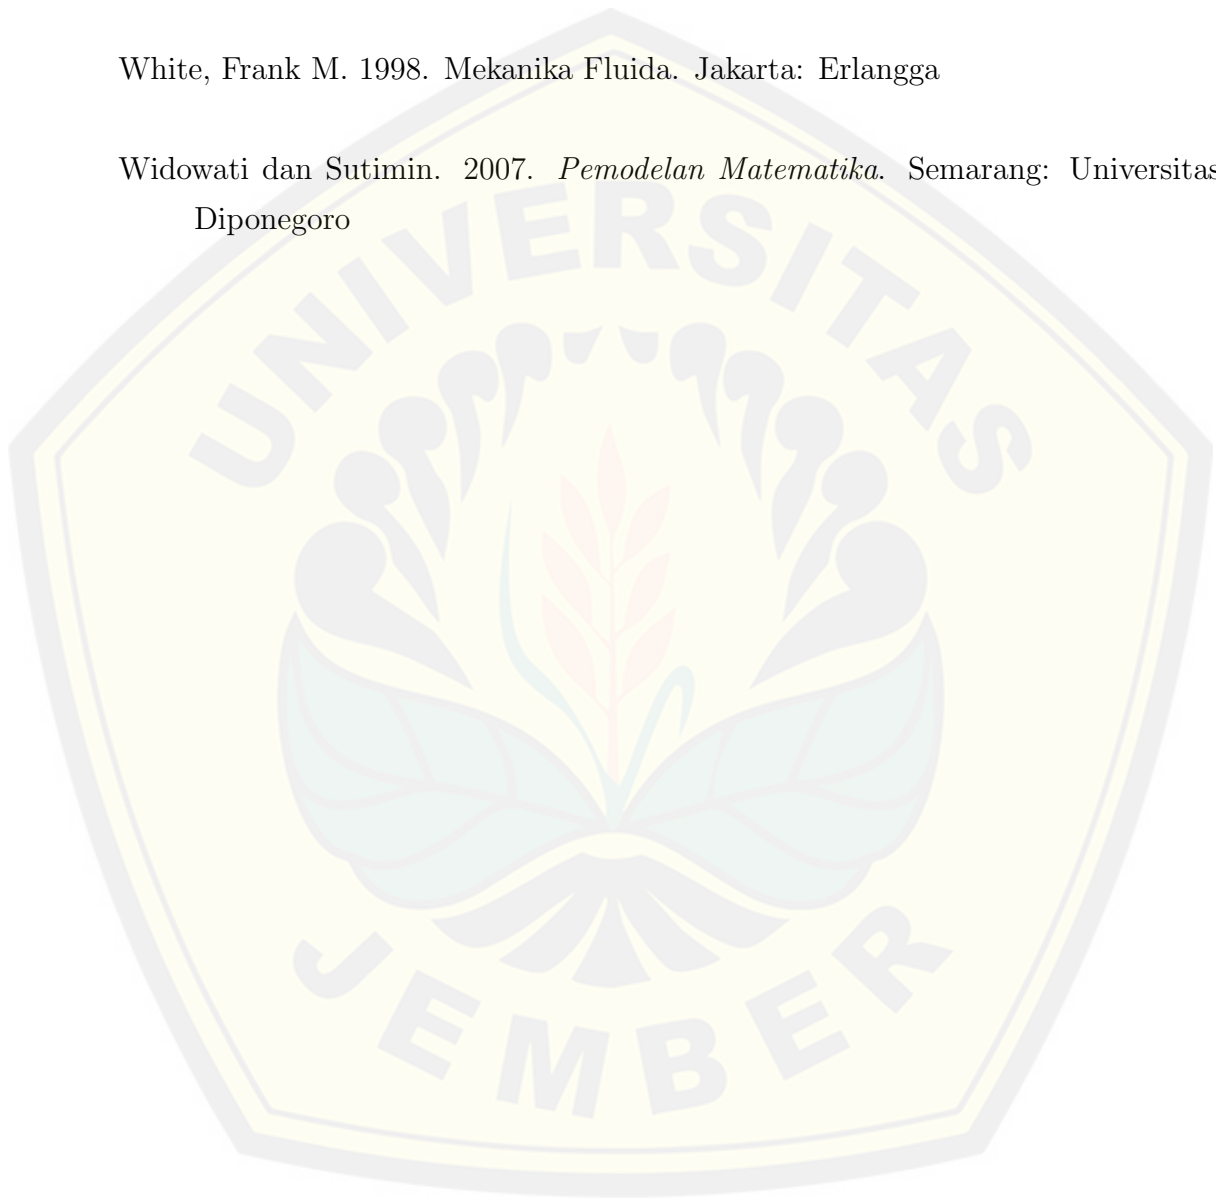 White, Frank M. 1998. Mekanika Fluida. Jakarta: Erlangga
Widowati dan Sutimin. 2007. Pemodelan Matematika. Semarang: Universitas
Diponegoro
UNIVERSITAS
JEMBER